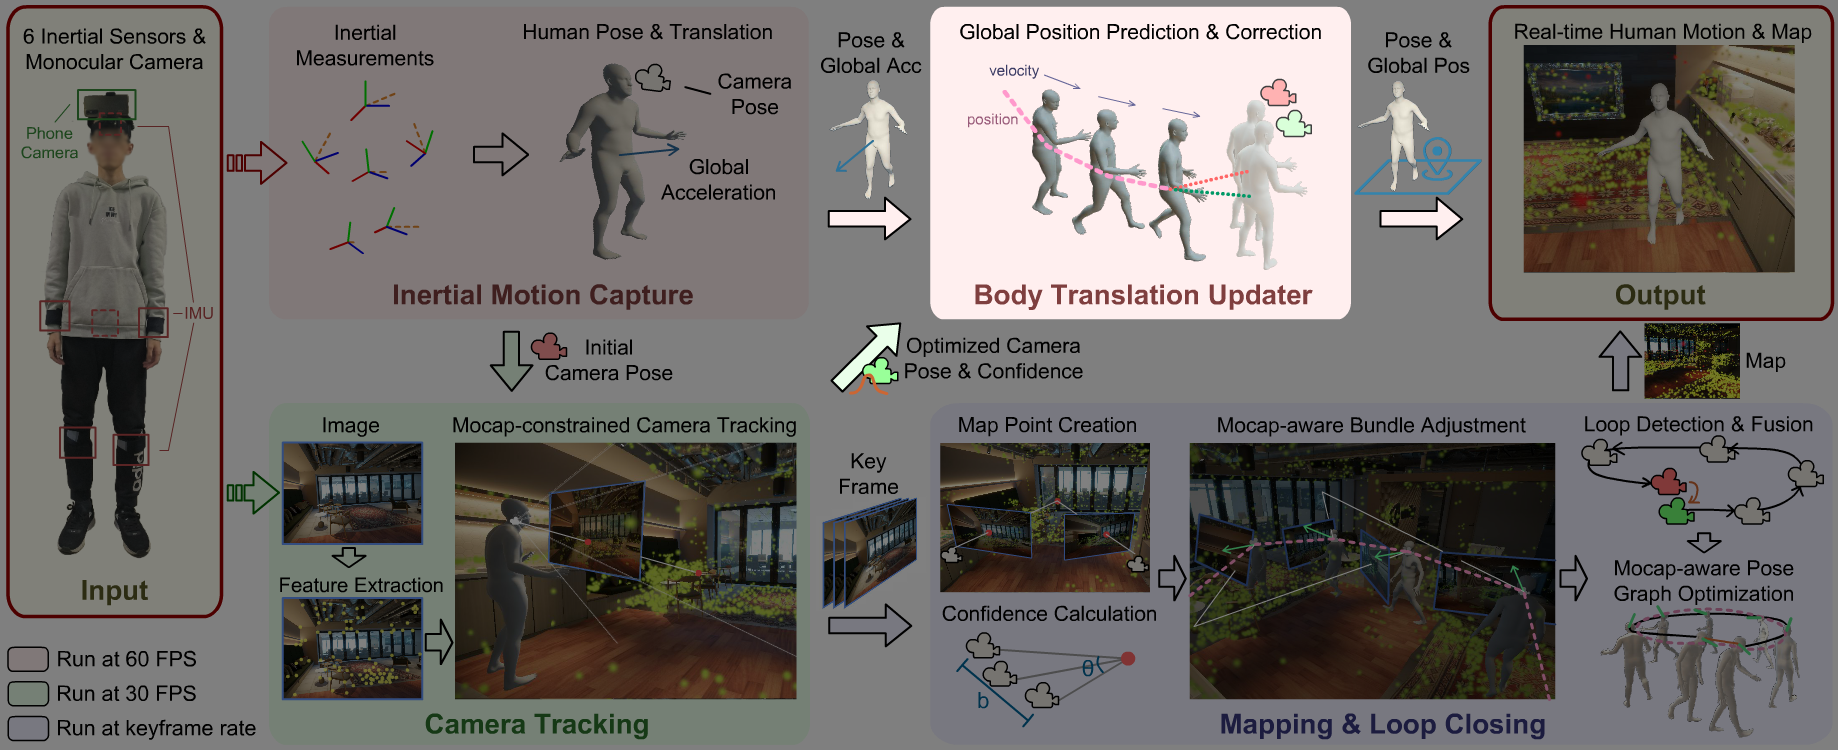 6 Inertial Sensors &
Monocular Camera
Phone
Camera
IMU
Input
Run at 60 FPS
Run at 30 FPS
Run at keyframe rate
Inertial
Measurements
Human Pose & Translation
Camera
Pose
Global
Acceleration
Inertial Motion Capture
Pose &
Global Acc
Global Position Prediction & Correction
velocity
position
Body Translation Updater
Pose &
Global Pos
Real-time Human Motion & Map
Output
Initial
Camera Pose
Optimized Camera
Pose & Confidence
Map
Image
Feature Extraction
Mocap-constrained Camera Tracking
Camera Tracking
Key
Frame
Map Point Creation
Confidence Calculation
θ
b
Mocap-aware Bundle Adjustment
Loop Detection & Fusion
Mocap-aware Pose
Graph Optimization
Mapping & Loop Closing